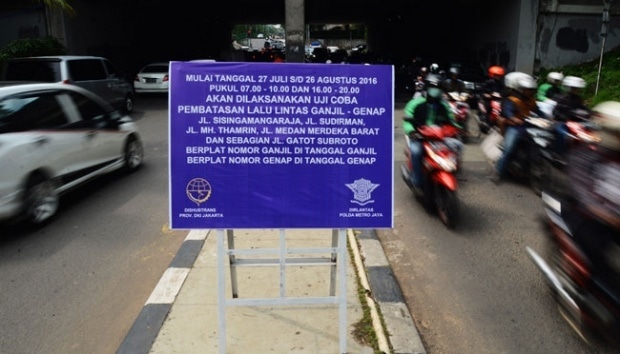 MULAI TANGGAL 27 JULI S/D 26 AGUSTUS 2016
PUKUL 07.00 - 10.00 DAN 16.00 - 20.00
AKAN DILAKSANAKAN UJI COBA
PEMBATASAN LALU LINTAS GANJIL - GENAP
JL. SISINGAMANGARAJA, JL. SUDIRMAN,
JL. MH. THAMRIN, JL. MEDAN MERDEKA BARAT
DAN SEBAGIAN JL. GATOT SUBROTO
BERPLAT NOMOR GANJIL DI TANGGAL GANJIL
BERPLAT NOMOR GENAP DI TANGGAL GENAP
DISHUBTRANS
PROV. DKI JAKARTA
DIRLANTAS
POLDA METRO JAYA